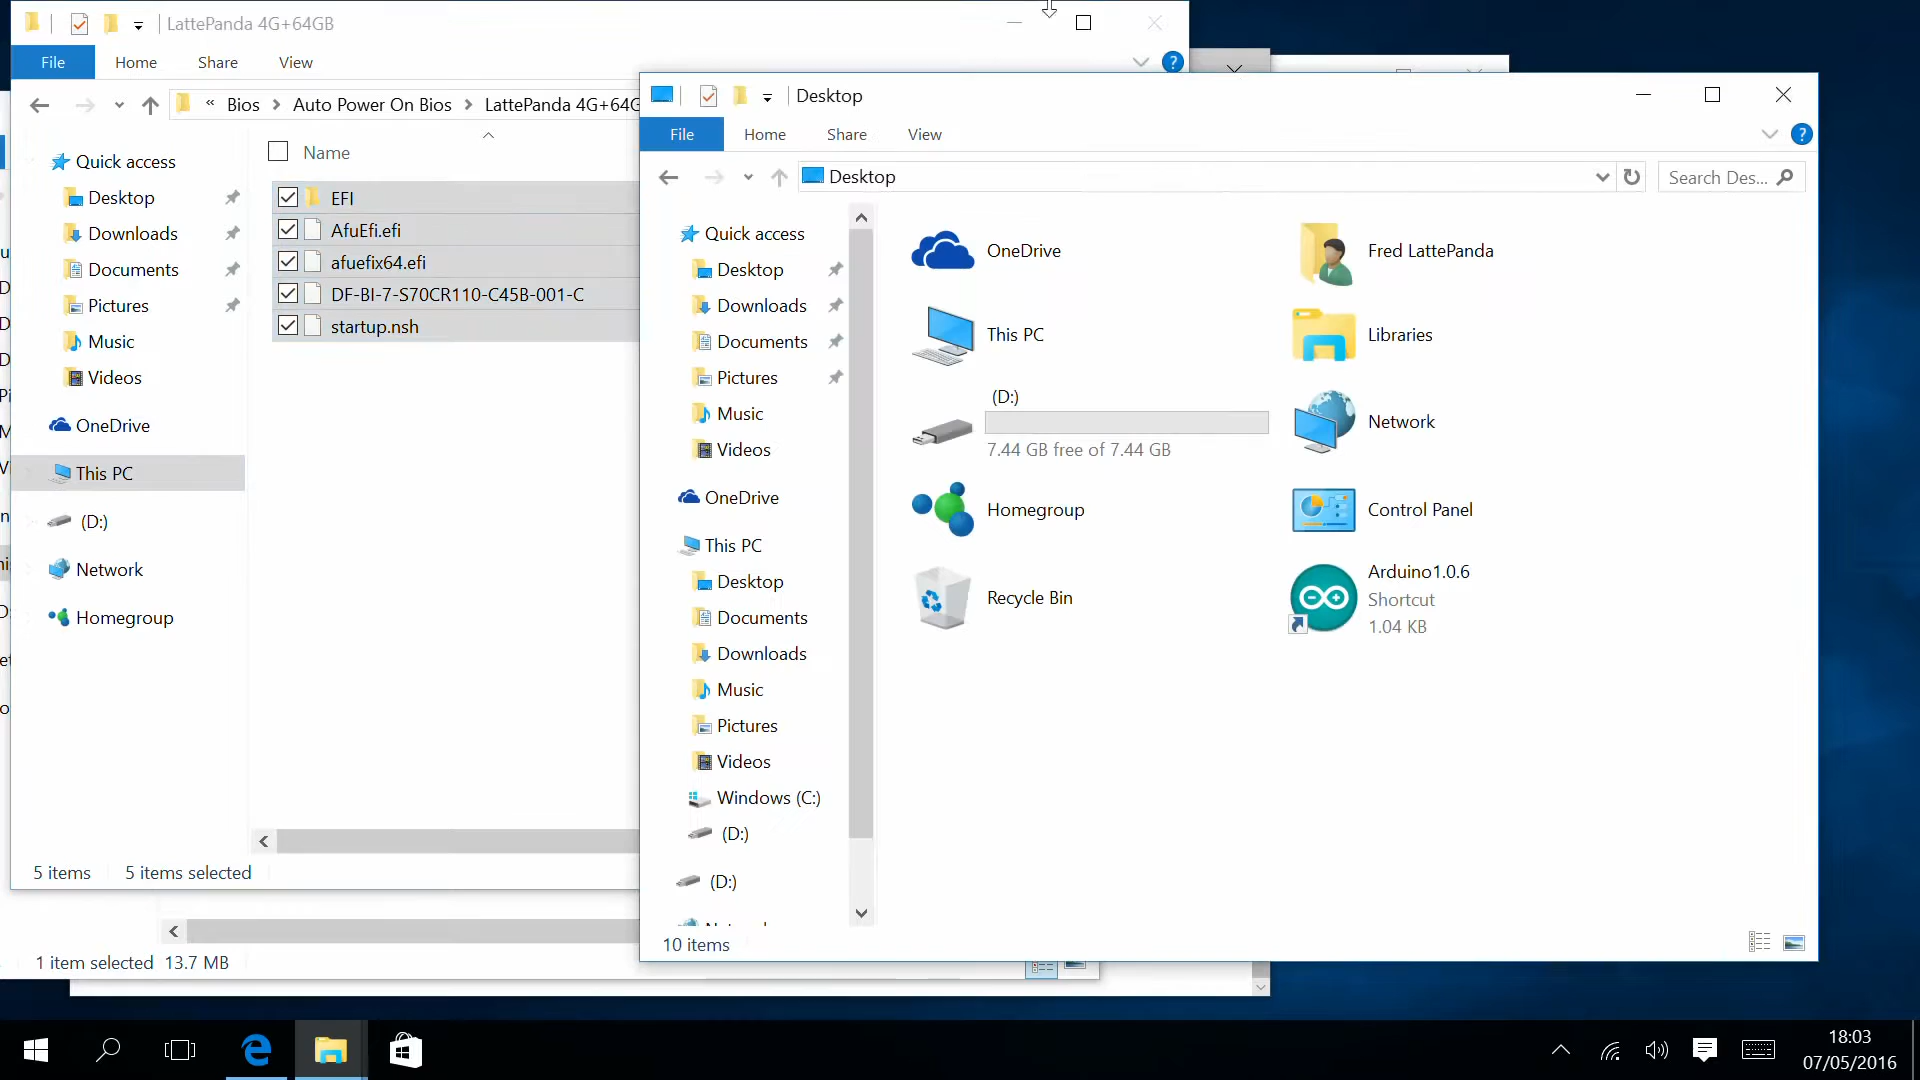 LattePanda 4G+64GB
File Home Share View
« Bios > Auto Power On Bios > LattePanda 4G+64G
Quick access
Desktop
Downloads
Documents
Pictures
Music
Videos
OneDrive
This PC
(D:)
Network
Homegroup
Name
EFI
AfuEfi.efi
afuefix64.efi
DF-BI-7-S70CR110-C45B-001-C
startup.nsh
5 items 5 items selected
1 item selected 13.7 MB
Desktop
File Home Share View
Desktop
Search Des...
Quick access
Desktop
Downloads
Documents
Pictures
Music
Videos
OneDrive
This PC
Desktop
Documents
Downloads
Music
Pictures
Videos
Windows (C:)
(D:)
(D:)
OneDrive
Fred LattePanda
This PC
Libraries
(D:)
7.44 GB free of 7.44 GB
Network
Homegroup
Control Panel
Recycle Bin
Arduino1.0.6
Shortcut
1.04 KB
10 items
18:03
07/05/2016